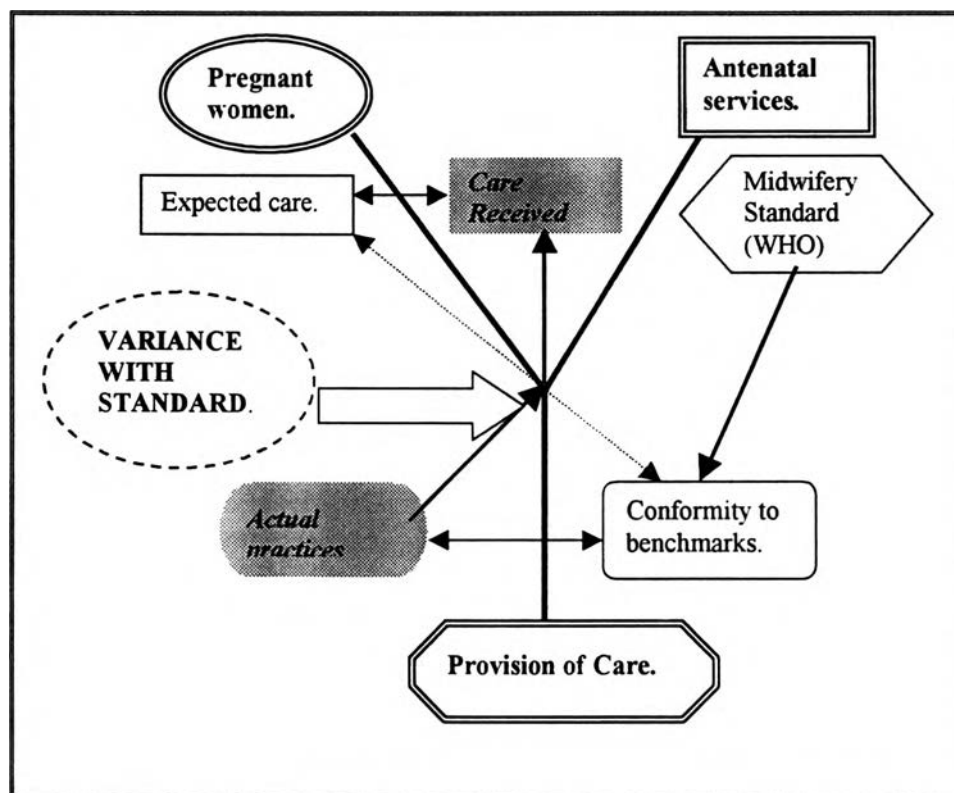 Pregnant
women.
Antenatal
services.
Expected care.
Care
Received
Midwifery
Standard
(WHO)
VARIANCE
WITH
STANDARD.
Actual
practices
Conformity to
benchmarks.
Provision of Care.